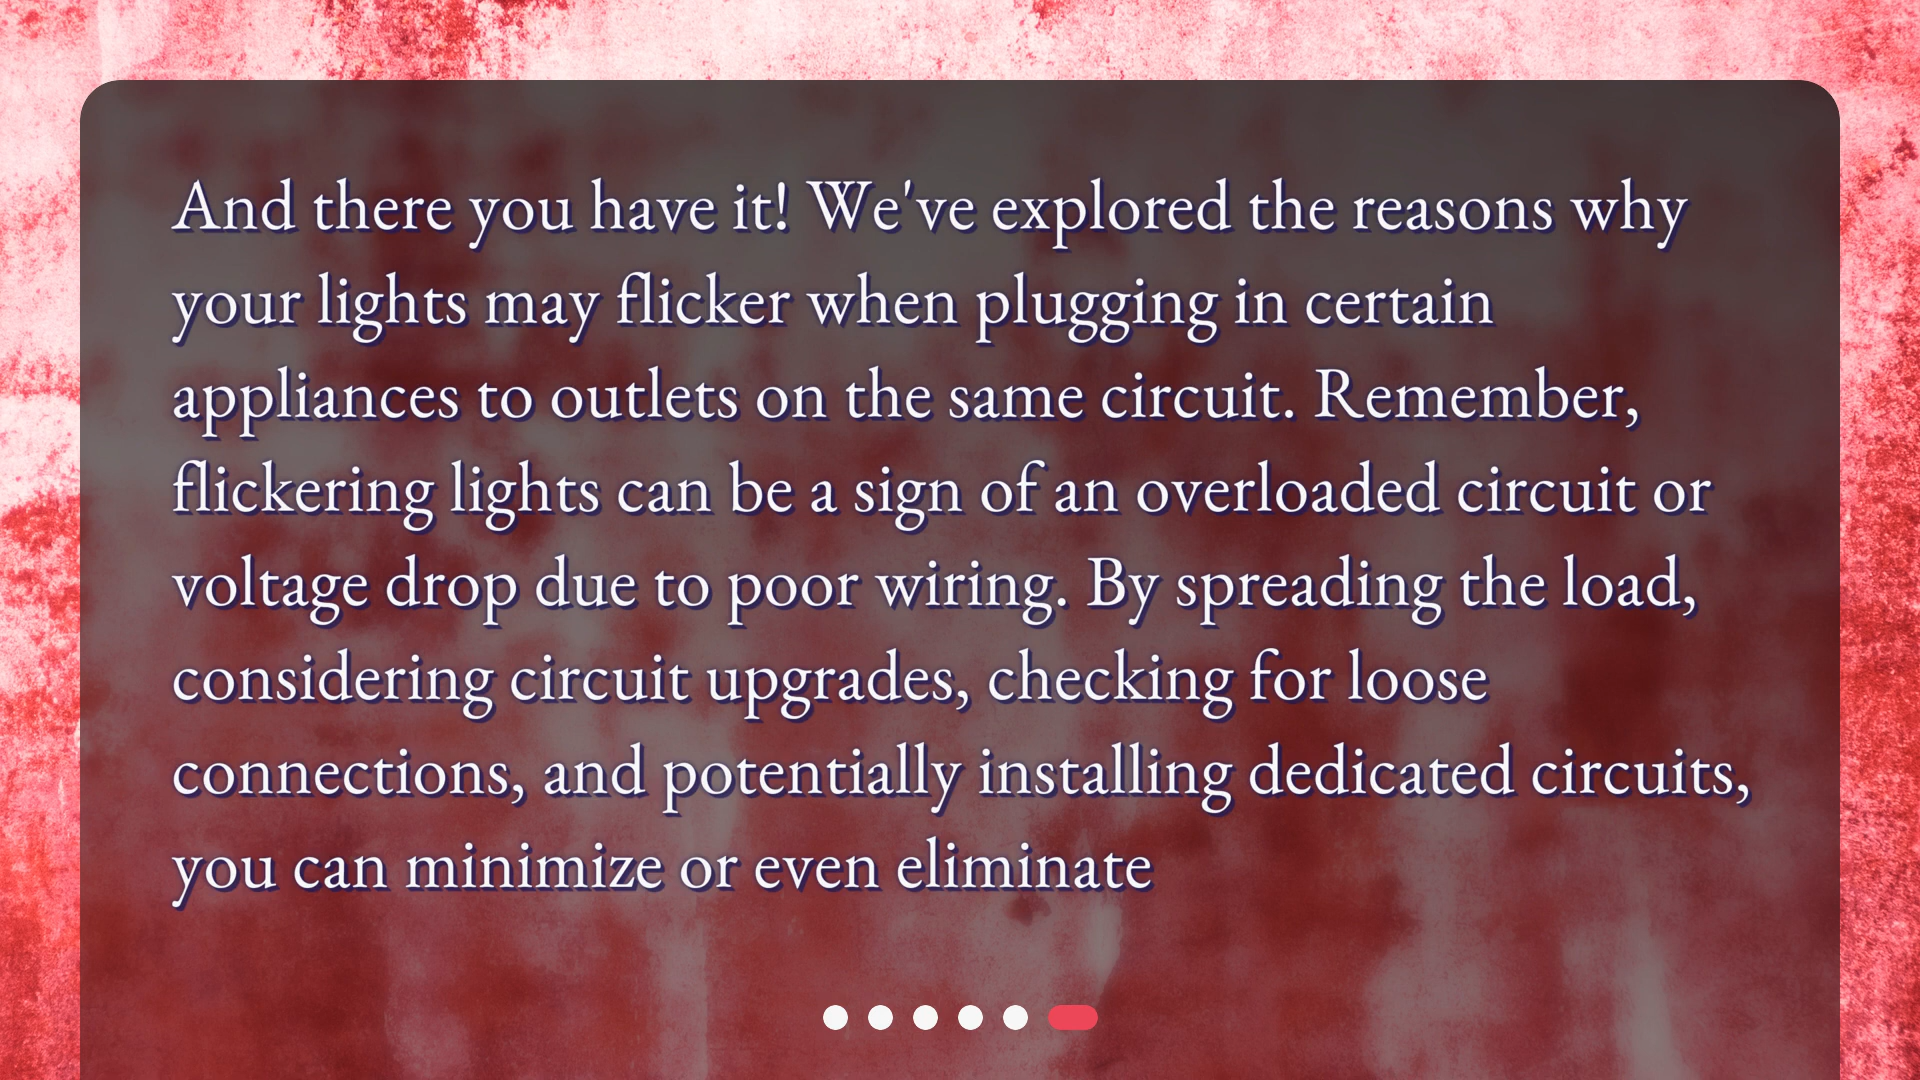 And there you have it! We've explored the reasons why
your lights may flicker when plugging in certain
appliances to outlets on the same circuit. Remember,
flickering lights can be a sign of an overloaded circuit or
voltage drop due to poor wiring. By spreading the load,
considering circuit upgrades, checking for loose
connections, and potentially installing dedicated circuits,
you can minimize or even eliminate